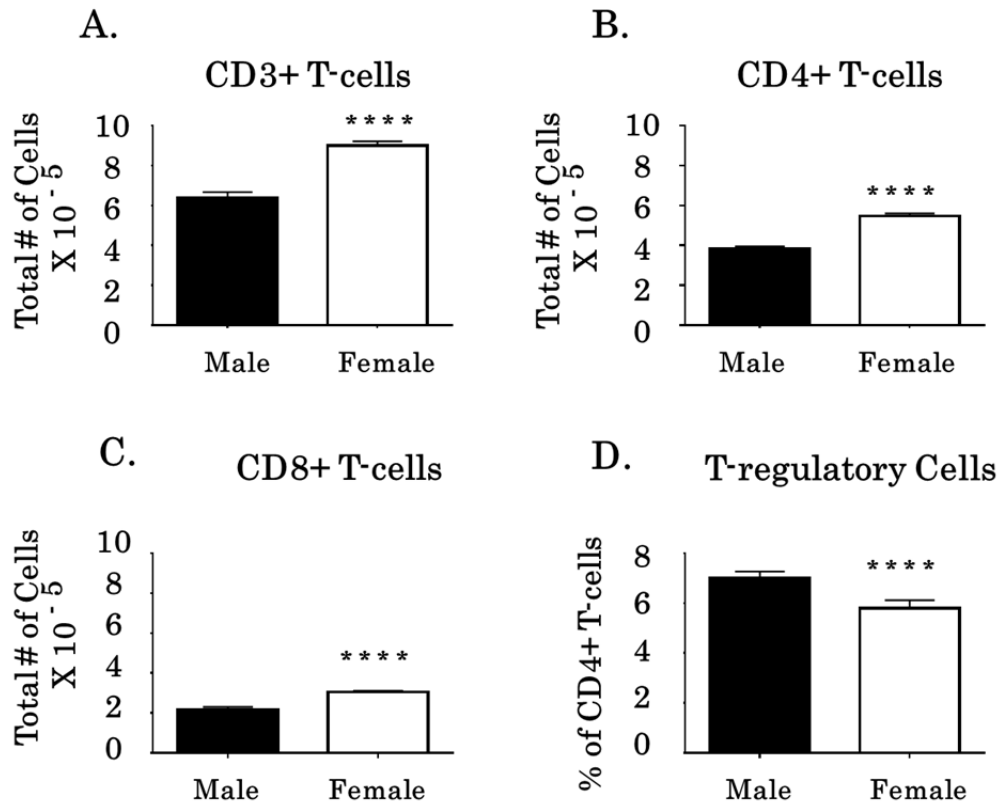 A.
CD3+ T-cells
Total # of Cells
X 10 - 5
10
8
6
4
2
0
****
Male
Female
B.
CD4+ T-cells
Total # of Cells
X 10 - 5
10
8
6
4
2
0
****
Male
Female
C.
CD8+ T-cells
Total # of Cells
X 10 - 5
10
8
6
4
2
0
****
Male
Female
D.
T-regulatory Cells
% of CD4+ T-cells
8
6
4
2
0
****
Male
Female